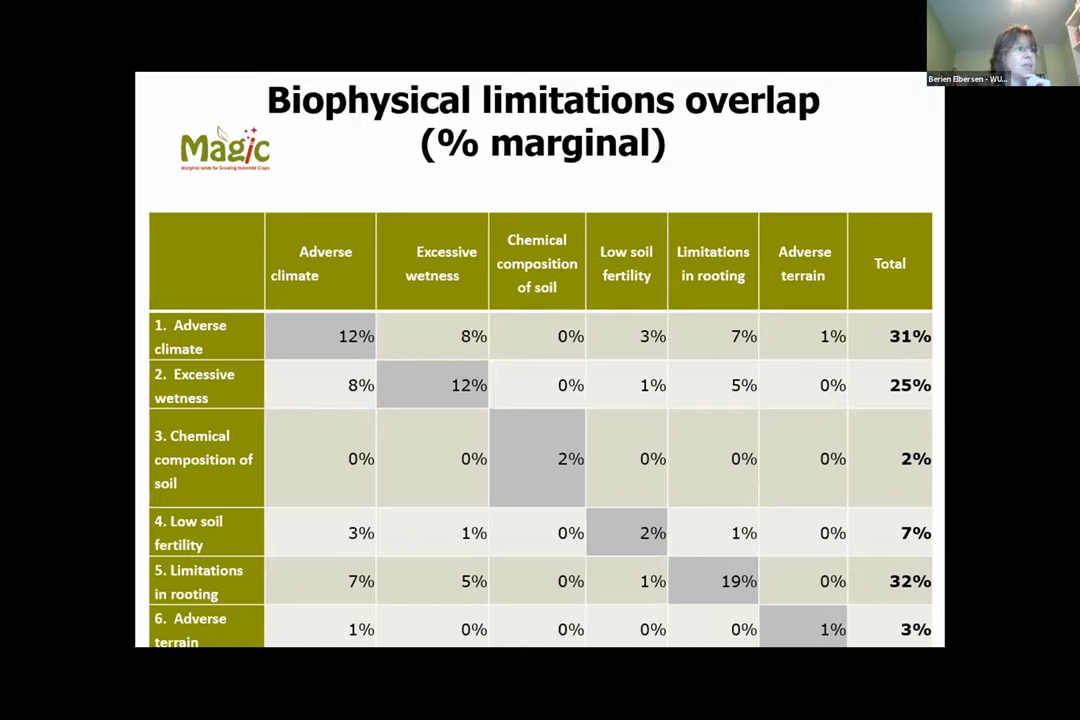 Berien Elbersen - WU...
Biophysical limitations overlap
(% marginal)
Magic
Marginal lands for Growing Industrial Crops
Adverse
climate
Excessive
wetness
Chemical
composition
of soil
Low soil
fertility
Limitations
in rooting
Adverse
terrain
Total
1. Adverse
climate
12% 8% 0% 3% 7% 1% 31%
2. Excessive
wetness
8% 12% 0% 1% 5% 0% 25%
3. Chemical
composition of
soil
0% 0% 2% 0% 0% 0% 2%
4. Low soil
fertility
3% 1% 0% 2% 1% 0% 7%
5. Limitations
in rooting
7% 5% 0% 1% 19% 0% 32%
6. Adverse
terrain
1% 0% 0% 0% 0% 1% 3%